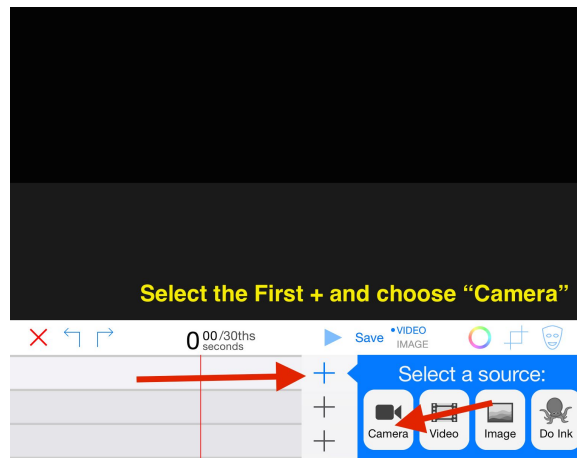 Select the First + and choose “Camera”
0 00/30ths seconds
Save •VIDEO IMAGE
Select a source:
Camera Video Image Do Ink